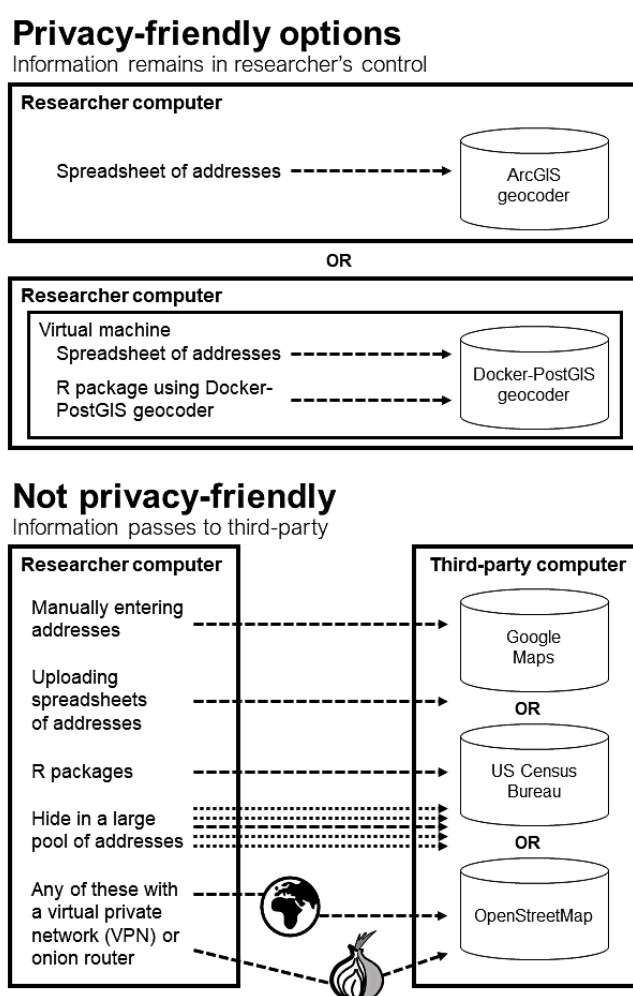 Privacy-friendly options
Information remains in researcher's control
Researcher computer
Spreadsheet of addresses
ArcGIS
geocoder
OR
Researcher computer
Virtual machine
Spreadsheet of addresses
R package using Docker-
PostGIS geocoder
Docker-PostGIS
geocoder
Not privacy-friendly
Information passes to third-party
Researcher computer
Manually entering
addresses
Uploading
spreadsheets
of addresses
R packages
Hide in a large
pool of addresses
Any of these with
a virtual private
network (VPN) or
onion router
Third-party computer
Google
Maps
OR
US Census
Bureau
OR
OpenStreetMap